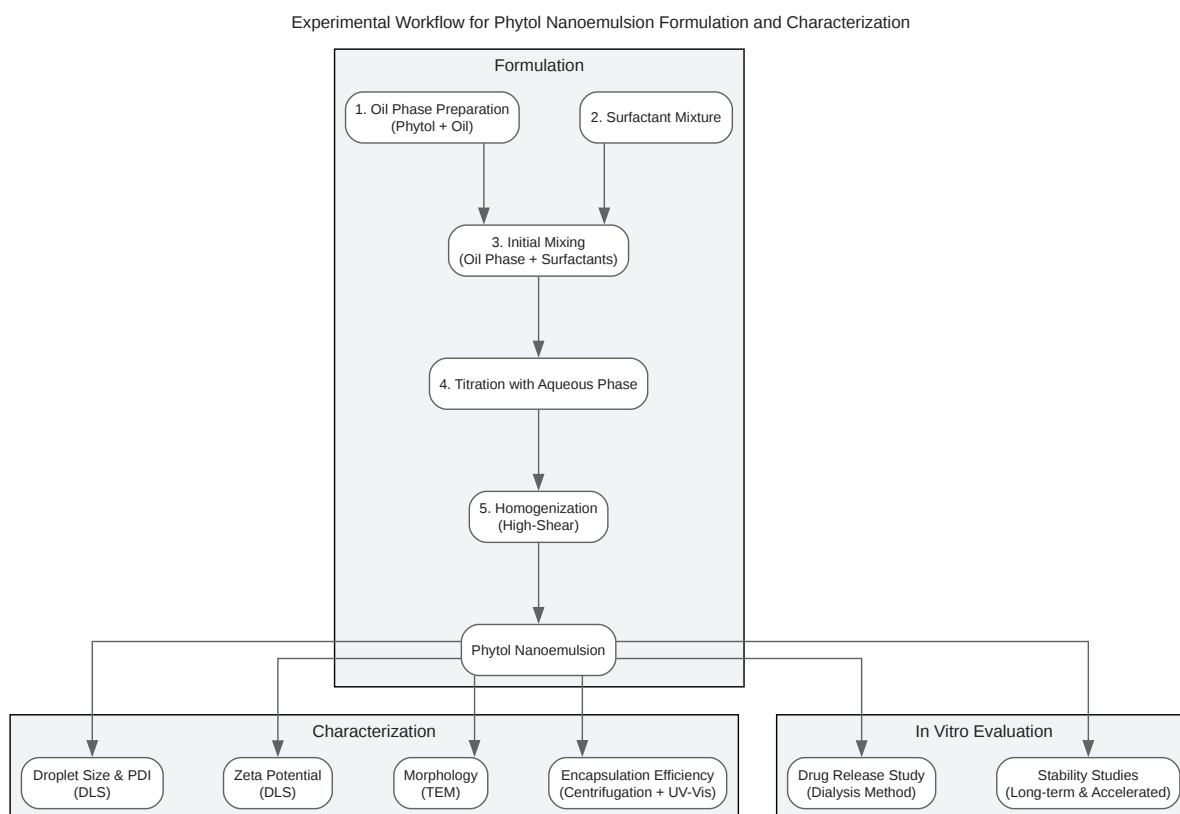 Experimental Workflow for Phytol Nanoemulsion Formulation and Characterization
Formulation
1. Oil Phase Preparation
(Phytol + Oil)
2. Surfactant Mixture
3. Initial Mixing
(Oil Phase + Surfactants)
4. Titration with Aqueous Phase
5. Homogenization
(High-Shear)
Phytol Nanoemulsion
Characterization
Droplet Size & PDI
(DLS)
Zeta Potential
(DLS)
Morphology
(TEM)
Encapsulation Efficiency
(Centrifugation + UV-Vis)
In Vitro Evaluation
Drug Release Study
(Dialysis Method)
Stability Studies
(Long-term & Accelerated)